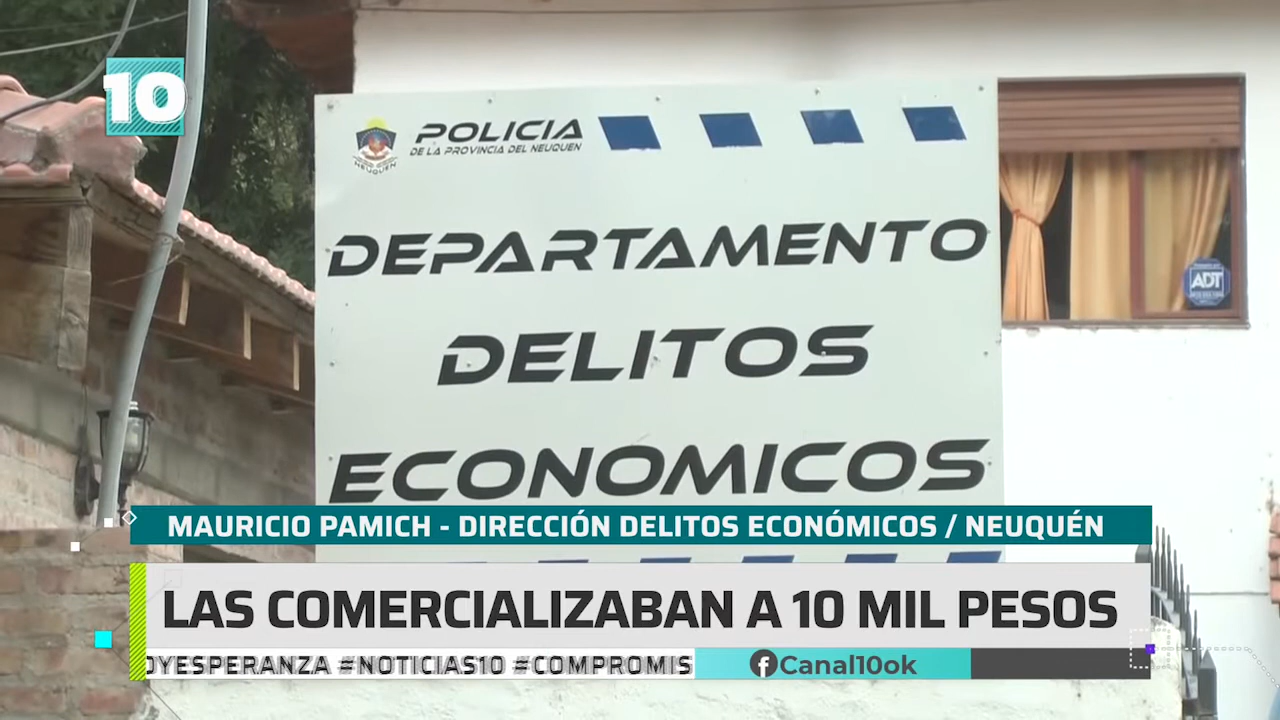 10
POLICIA
DE LA PROVINCIA DEL NEUQUEN
NEUQUÉN
DEPARTAMENTO
DELITOS
ECONOMICOS
ADT
MAURICIO PAMICH - DIRECCIÓN DELITOS ECONÓMICOS / NEUQUÉN
LAS COMERCIALIZABAN A 10 MIL PESOS
OYESPERANZA #NOTICIAS10 #COMPROMIS
Canal10ok